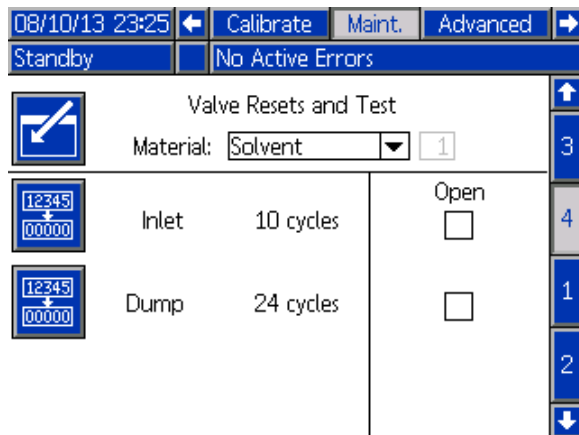 08/10/13 23:25 Calibrate Maint. Advanced
Standby No Active Errors
Valve Resets and Test
Material: Solvent 1
3
Open
12345
00000
Inlet 10 cycles
4
12345
00000
Dump 24 cycles
1
2